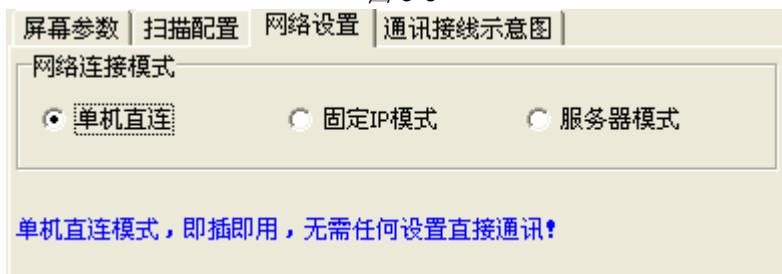 屏幕参数 扫描配置 网络设置 通讯接线示意图
网络连接模式
单机直连 固定IP模式 服务器模式
单机直连模式，即插即用，无需任何设置直接通讯！